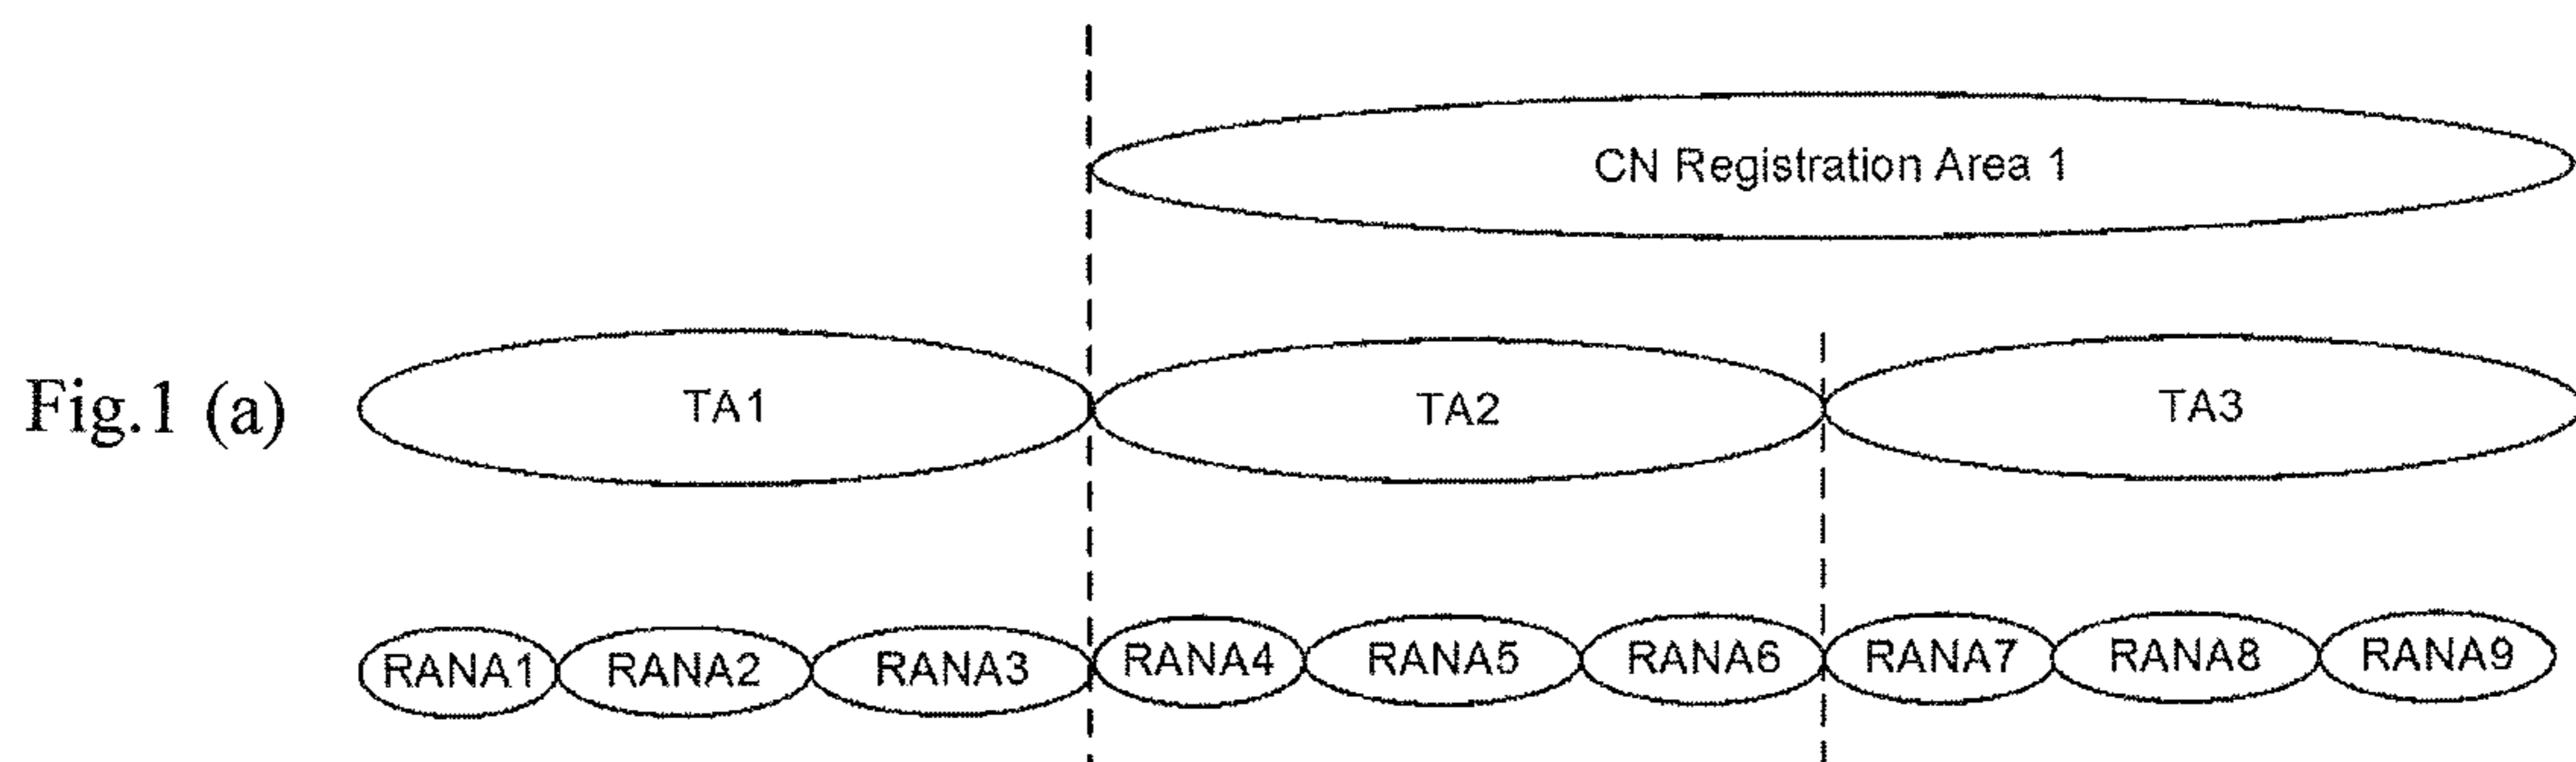 CN Registration Area 1
Fig.1 (a)
TA1
TA2
TA3
RANA1
RANA2
RANA3
RANA4
RANA5
RANA6
RANA7
RANA8
RANA9